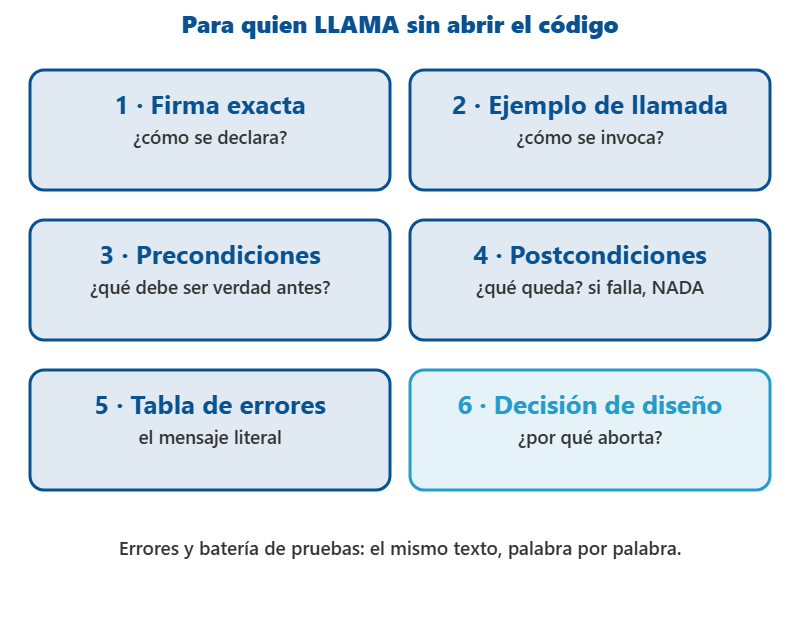 Para quien LLAMA sin abrir el código
1 · Firma exacta
¿cómo se declara?
2 · Ejemplo de llamada
¿cómo se invoca?
3 · Precondiciones
¿qué debe ser verdad antes?
4 · Postcondiciones
¿qué queda? si falla, NADA
5 · Tabla de errores
el mensaje literal
6 · Decisión de diseño
¿por qué aborta?
Errores y batería de pruebas: el mismo texto, palabra por palabra.